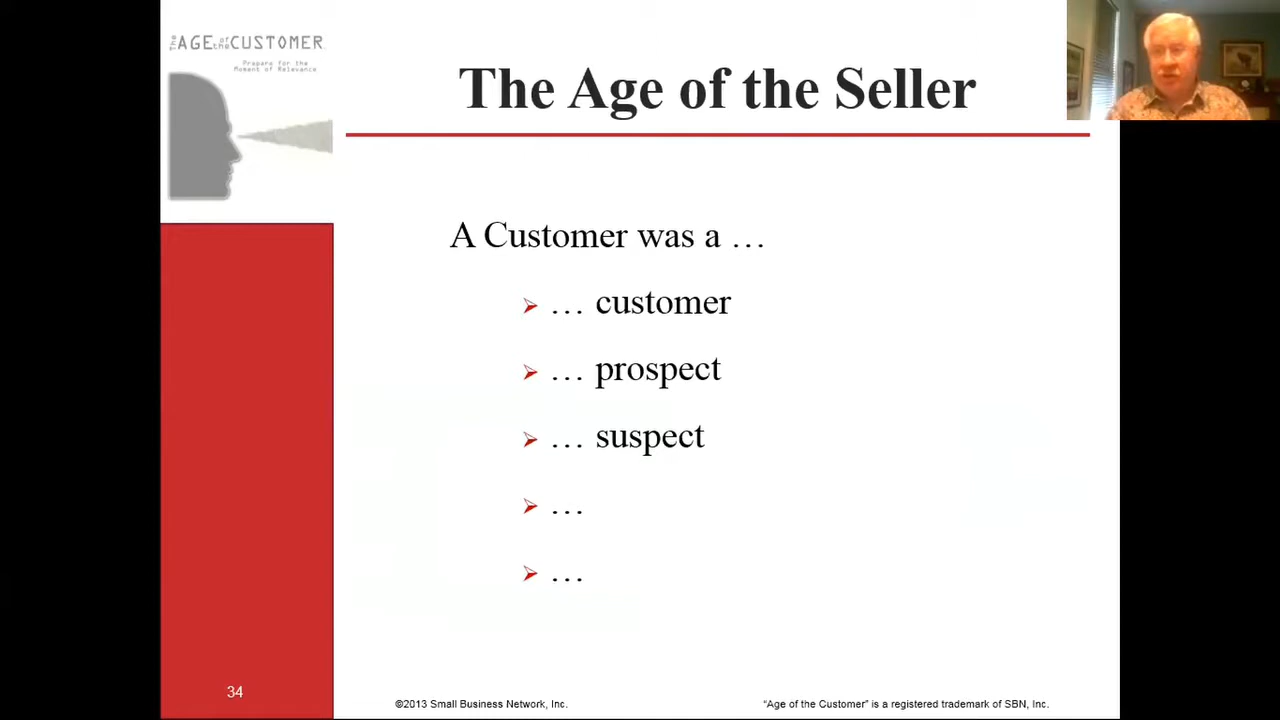 The AGE of the CUSTOMER
Prepare for the
Moment of Relevance
The Age of the Seller
A Customer was a …
… customer
… prospect
… suspect
…
…
34
©2013 Small Business Network, Inc.
“Age of the Customer” is a registered trademark of SBN, Inc.